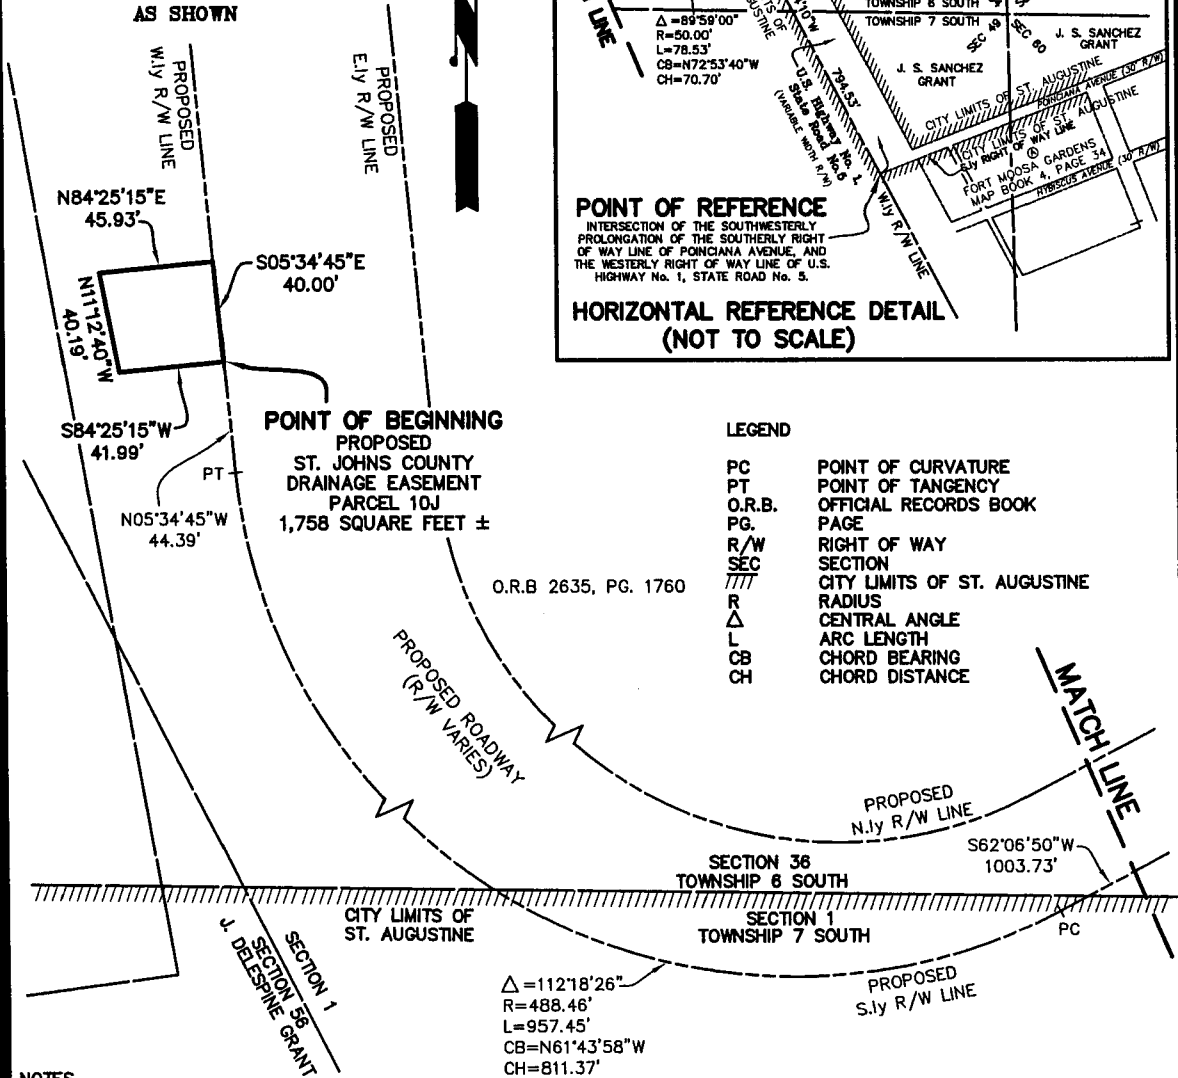 AS SHOWN
W.ly R/W LINE
PROPOSED
E.ly R/W LINE
PROPOSED
N84°25'15"E
45.93'
S05°34'45"E
40.00'
N11°12'40"W
40.19'
S84°25'15"W
41.99'
POINT OF BEGINNING
PROPOSED
ST. JOHNS COUNTY
DRAINAGE EASEMENT
PARCEL 10J
1,758 SQUARE FEET ±
PT
N05°34'45"W
44.39'
LINE
Δ =89°59'00"
R=50.00'
L=78.53'
CB=N72°53'40"W
CH=70.70'
794.53'
U.S. Highway No. 1,
State Road No.5
(VARIABLE WIDTH R/W)
TOWNSHIP 6 SOUTH
TOWNSHIP 7 SOUTH
SEC 49
SEC 60
J. S. SANCHEZ
GRANT
J. S. SANCHEZ
GRANT
CITY LIMITS OF ST. AUGUSTINE
POINCIANA AVENUE (30' R/W)
CITY LIMITS OF ST. AUGUSTINE
S.ly RIGHT OF WAY LINE
FORT MOOSA GARDENS
MAP BOOK 4, PAGE 34
HYBISCUS AVENUE (30' R/W)
W.ly R/W LINE
POINT OF REFERENCE
INTERSECTION OF THE SOUTHWESTERLY
PROLONGATION OF THE SOUTHERLY RIGHT
OF WAY LINE OF POINCIANA AVENUE, AND
THE WESTERLY RIGHT OF WAY LINE OF U.S.
HIGHWAY No. 1, STATE ROAD No. 5.
HORIZONTAL REFERENCE DETAIL
(NOT TO SCALE)
LEGEND
PC POINT OF CURVATURE
PT POINT OF TANGENCY
O.R.B. OFFICIAL RECORDS BOOK
PG. PAGE
R/W RIGHT OF WAY
SEC SECTION
CITY LIMITS OF ST. AUGUSTINE
R RADIUS
Δ CENTRAL ANGLE
L ARC LENGTH
CB CHORD BEARING
CH CHORD DISTANCE
O.R.B 2635, PG. 1760
PROPOSED ROADWAY
(R/W VARIES)
MATCH LINE
PROPOSED
N.ly R/W LINE
S62°06'50"W
1003.73'
SECTION 36
TOWNSHIP 6 SOUTH
SECTION 1
TOWNSHIP 7 SOUTH
CITY LIMITS OF
ST. AUGUSTINE
PC
SECTION 1
SECTION 56
J. DELESPINE GRANT
PROPOSED
S.ly R/W LINE
Δ =112°18'26"
R=488.46'
L=957.45'
CB=N61°43'58"W
CH=811.37'
NOTES